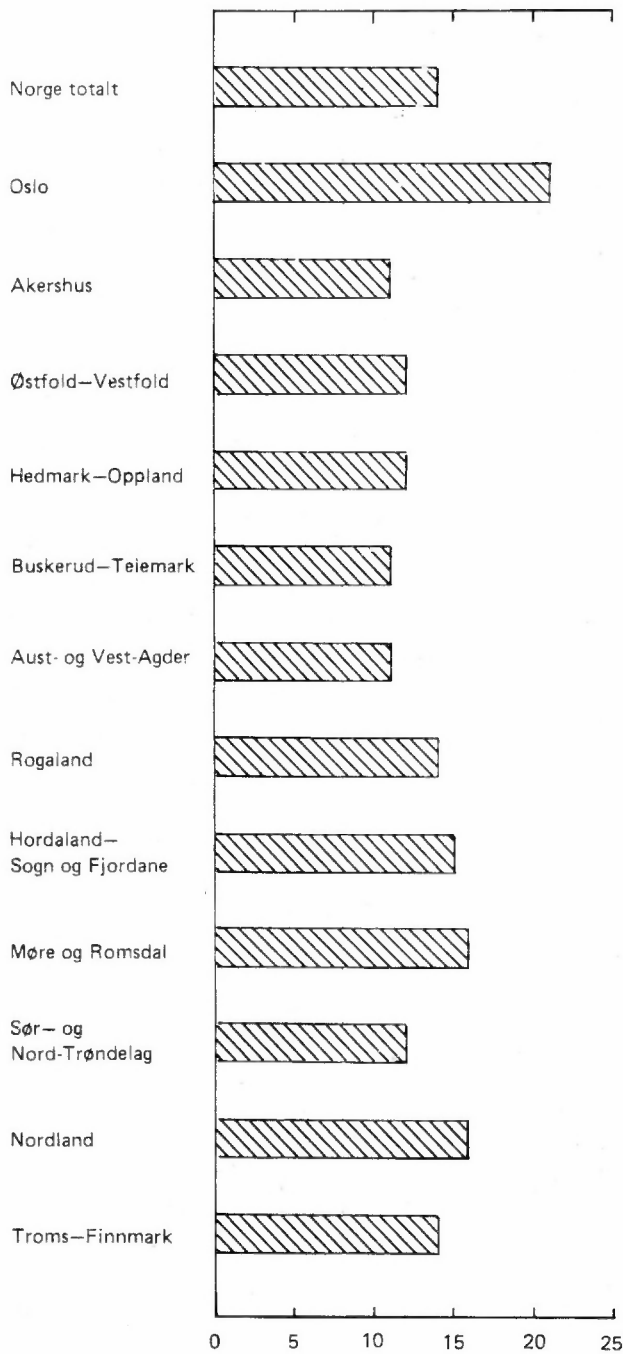 Norge totalt
Oslo
Akershus
Østfold—Vestfold
Hedmark—Oppland
Buskerud—Teiemark
Aust- og Vest-Agder
Rogaland
Hordaland—
Sogn og Fjordane
Møre og Romsdal
Sør— og
Nord-Trøndelag
Nordland
Troms—Finnmark
0 5 10 15 20 25